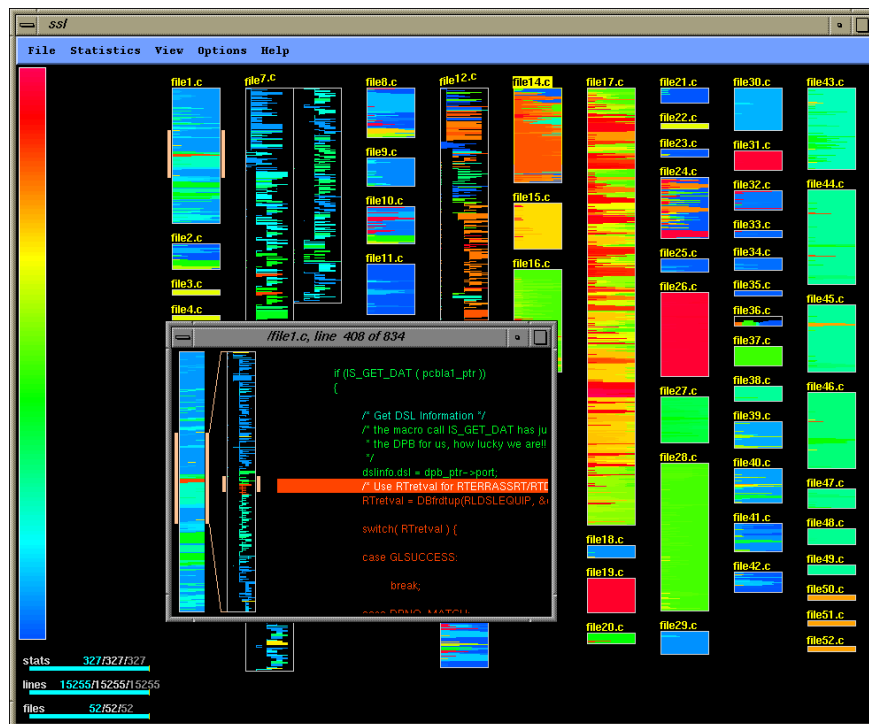 ssl
File Statistics View Options Help
file1.c
file2.c
file3.c
file4.c
file7.c
file8.c
file9.c
file10.c
file11.c
file12.c
file14.c
file15.c
file16.c
file17.c
file18.c
file19.c
file20.c
file21.c
file22.c
file23.c
file24.c
file25.c
file26.c
file27.c
file28.c
file29.c
file30.c
file31.c
file32.c
file33.c
file34.c
file35.c
file36.c
file37.c
file38.c
file39.c
file40.c
file41.c
file42.c
file43.c
file44.c
file45.c
file46.c
file47.c
file48.c
file49.c
file50.c
file51.c
file52.c
/file1.c, line 408 of 834
if (IS_GET_DAT ( pcbla1_ptr ))
{
/* Get DSL Information */
/* the macro call IS_GET_DAT has ju
* the DPB for us, how lucky we are!!
*/
dslinfo.dsl = dpb_ptr->port;
/* Use RTretval for RTERRASSRT/RTD
RTretval = DBfrdtup(RLDSLEQUIP, &
switch( RTretval ) {
case GLSUCCESS:
break;
stats 327/327/327
lines 15255/15255/15255
files 52/52/52